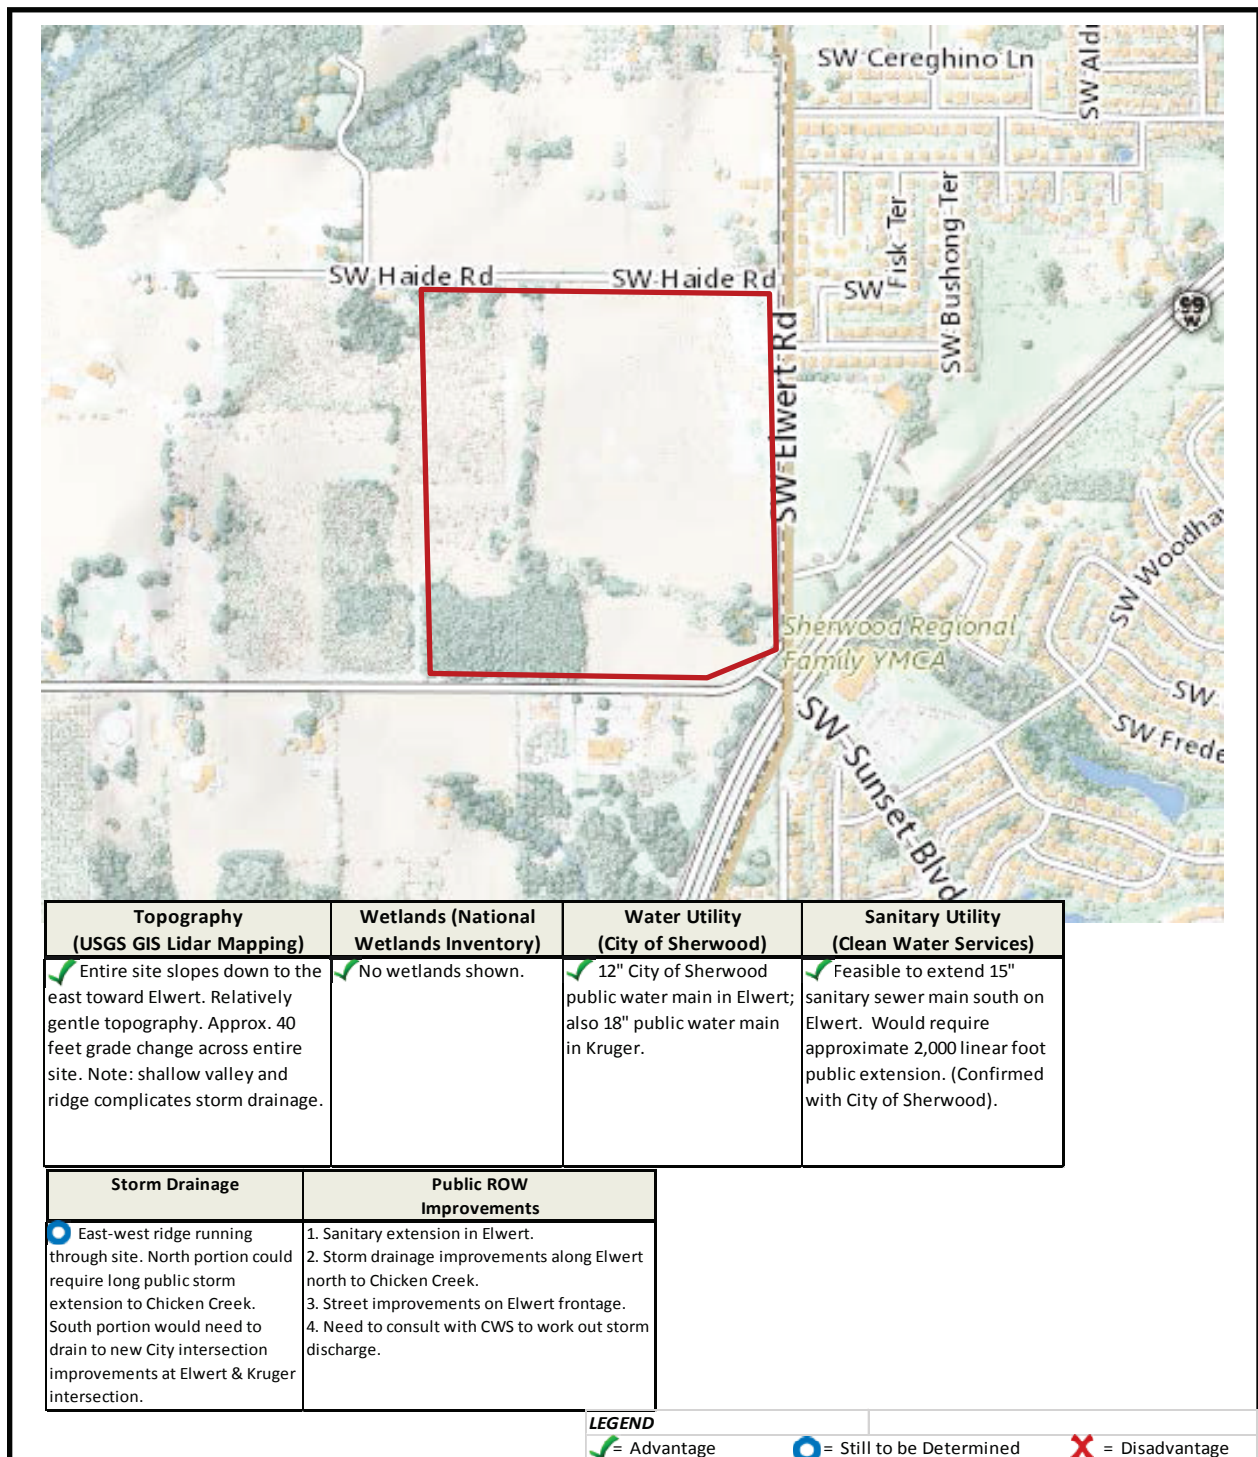 SW Cereghino Ln
SW Aldr
SW Haide Rd
SW Haide Rd
SW
Fisk Ter
SW Bushong Ter
99
W
SW Elwert Rd
SW Woodha
Sherwood Regional
Family YMCA
SW
SW Frede
SW Sunset Blvd
Topography
(USGS GIS Lidar Mapping)
Wetlands (National
Wetlands Inventory)
Water Utility
(City of Sherwood)
Sanitary Utility
(Clean Water Services)
Entire site slopes down to the
east toward Elwert. Relatively
gentle topography. Approx. 40
feet grade change across entire
site. Note: shallow valley and
ridge complicates storm drainage.
No wetlands shown.
12" City of Sherwood
public water main in Elwert;
also 18" public water main
in Kruger.
Feasible to extend 15"
sanitary sewer main south on
Elwert. Would require
approximate 2,000 linear foot
public extension. (Confirmed
with City of Sherwood).
Storm Drainage
Public ROW
Improvements
East-west ridge running
through site. North portion could
require long public storm
extension to Chicken Creek.
South portion would need to
drain to new City intersection
improvements at Elwert & Kruger
intersection.
1. Sanitary extension in Elwert.
2. Storm drainage improvements along Elwert
north to Chicken Creek.
3. Street improvements on Elwert frontage.
4. Need to consult with CWS to work out storm
discharge.
LEGEND
= Advantage
= Still to be Determined
= Disadvantage